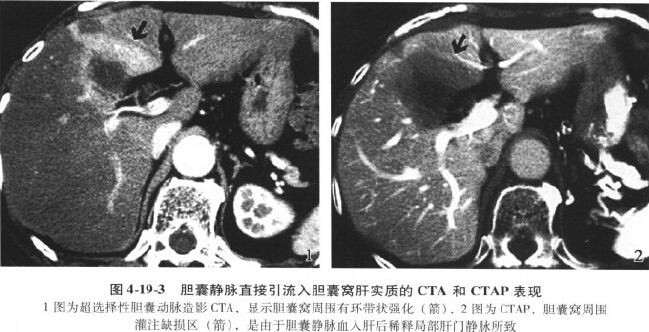 1
2
图 4-19-3 胆囊静脉直接引流入胆囊窝肝实质的 CTA 和 CTAP 表现
1 图为超选择性胆囊动脉造影 CTA，显示胆囊窝周围有环带状强化（箭），2 图为 CTAP，胆囊窝周围
灌注缺损区（箭），是由于胆囊静脉血入肝后稀释局部肝门静脉所致